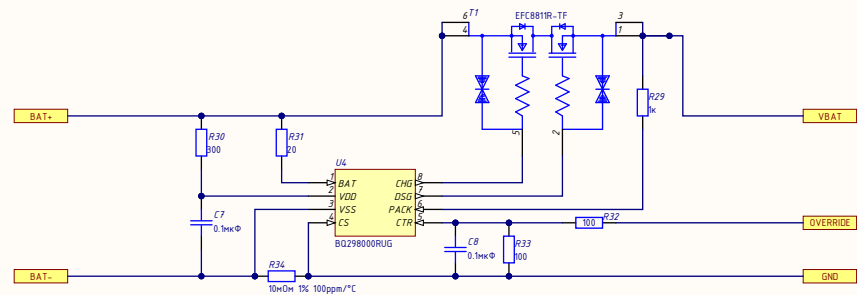 T1 EFC8811R-TF
6 3
4 1
BAT+ R30 R31 5 2 R29 VBAT
300 20 1к
U4
1 BAT CHG 8
2 VDD DSG 7
3 VSS PACK 6
4 CS CTR 5
C7 R32 OVERRIDE
0.1мкФ 100
BQ298000RUG C8 R33
0.1мкФ 100
BAT- R34 GND
10мОм 1% 100ppm/°C